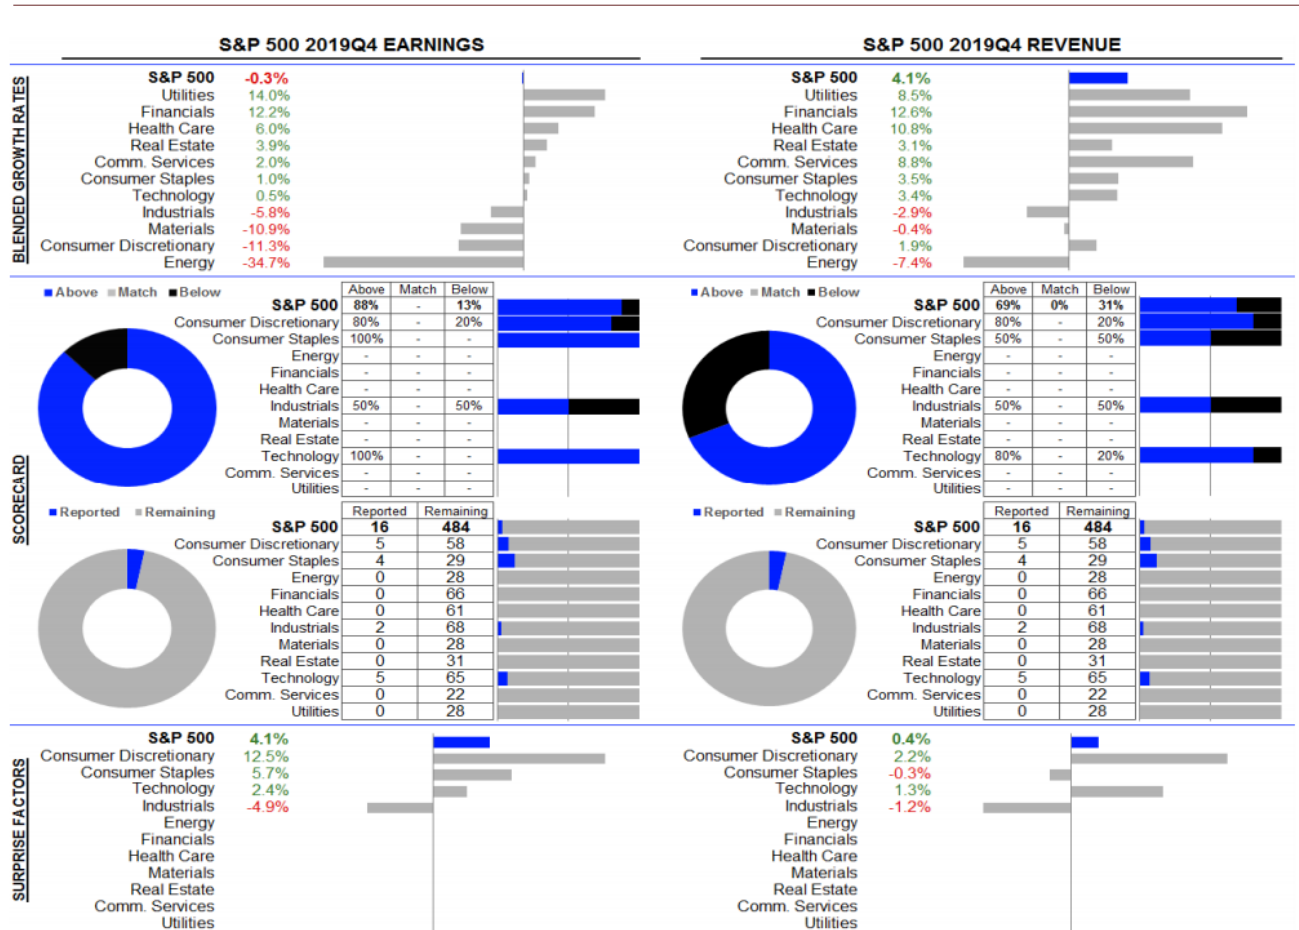 S&P 500 2019Q4 EARNINGS
BLENDED GROWTH RATES
S&P 500 -0.3%
Utilities 14.0%
Financials 12.2%
Health Care 6.0%
Real Estate 3.9%
Comm. Services 2.0%
Consumer Staples 1.0%
Technology 0.5%
Industrials -5.8%
Materials -10.9%
Consumer Discretionary -11.3%
Energy -34.7%
S&P 500 2019Q4 REVENUE
S&P 500 4.1%
Utilities 8.5%
Financials 12.6%
Health Care 10.8%
Real Estate 3.1%
Comm. Services 8.8%
Consumer Staples 3.5%
Technology 3.4%
Industrials -2.9%
Materials -0.4%
Consumer Discretionary 1.9%
Energy -7.4%
SCORECARD
Above Match Below
Above Match Below
S&P 500 88% - 13%
Consumer Discretionary 80% - 20%
Consumer Staples 100% - -
Energy - - -
Financials - - -
Health Care - - -
Industrials 50% - 50%
Materials - - -
Real Estate - - -
Technology 100% - -
Comm. Services - - -
Utilities - - -
Above Match Below
Above Match Below
S&P 500 69% 0% 31%
Consumer Discretionary 80% - 20%
Consumer Staples 50% - 50%
Energy - - -
Financials - - -
Health Care - - -
Industrials 50% - 50%
Materials - - -
Real Estate - - -
Technology 80% - 20%
Comm. Services - - -
Utilities - - -
Reported Remaining
Reported Remaining
S&P 500 16 484
Consumer Discretionary 5 58
Consumer Staples 4 29
Energy 0 28
Financials 0 66
Health Care 0 61
Industrials 2 68
Materials 0 28
Real Estate 0 31
Technology 5 65
Comm. Services 0 22
Utilities 0 28
Reported Remaining
Reported Remaining
S&P 500 16 484
Consumer Discretionary 5 58
Consumer Staples 4 29
Energy 0 28
Financials 0 66
Health Care 0 61
Industrials 2 68
Materials 0 28
Real Estate 0 31
Technology 5 65
Comm. Services 0 22
Utilities 0 28
SURPRISE FACTORS
S&P 500 4.1%
Consumer Discretionary 12.5%
Consumer Staples 5.7%
Technology 2.4%
Industrials -4.9%
Energy
Financials
Health Care
Materials
Real Estate
Comm. Services
Utilities
S&P 500 0.4%
Consumer Discretionary 2.2%
Consumer Staples -0.3%
Technology 1.3%
Industrials -1.2%
Energy
Financials
Health Care
Materials
Real Estate
Comm. Services
Utilities